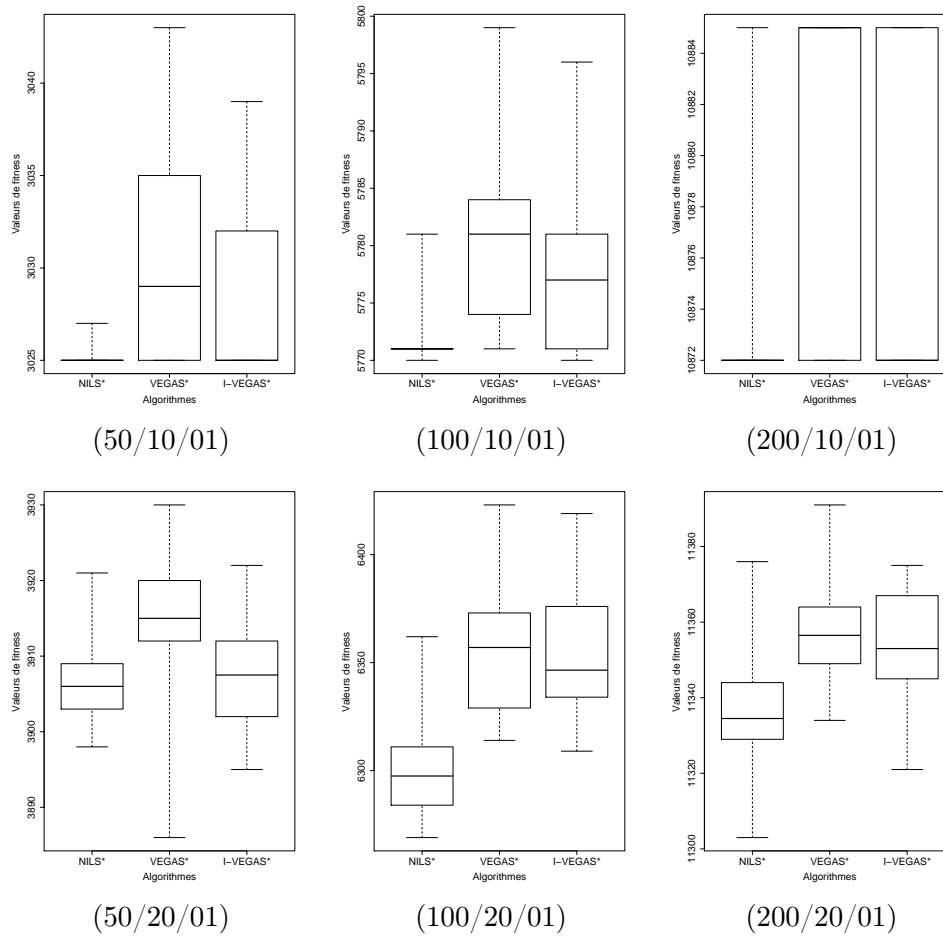 3025 3030 3035 3040
Valeurs de fitness
NILS* VEGAS* I−VEGAS*
Algorithmes
(50/10/01)
5770 5775 5780 5785 5790 5795 5800
Valeurs de fitness
NILS* VEGAS* I−VEGAS*
Algorithmes
(100/10/01)
10872 10874 10876 10878 10880 10882 10884
Valeurs de fitness
NILS* VEGAS* I−VEGAS*
Algorithmes
(200/10/01)
3890 3900 3910 3920 3930
Valeurs de fitness
NILS* VEGAS* I−VEGAS*
Algorithmes
(50/20/01)
6300 6350 6400
Valeurs de fitness
NILS* VEGAS* I−VEGAS*
Algorithmes
(100/20/01)
11300 11320 11340 11360 11380
Valeurs de fitness
NILS* VEGAS* I−VEGAS*
Algorithmes
(200/20/01)